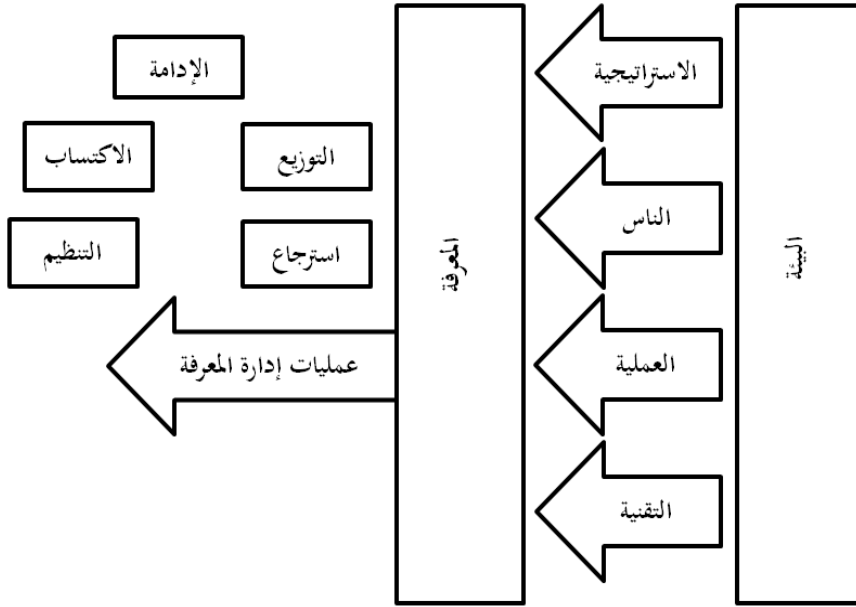 البيئة
الاستراتيجية
الناس
العملية
التقنية
المعرفة
الإدامة
التوزيع
الاكتساب
استرجاع
التنظيم
عمليات إدارة المعرفة